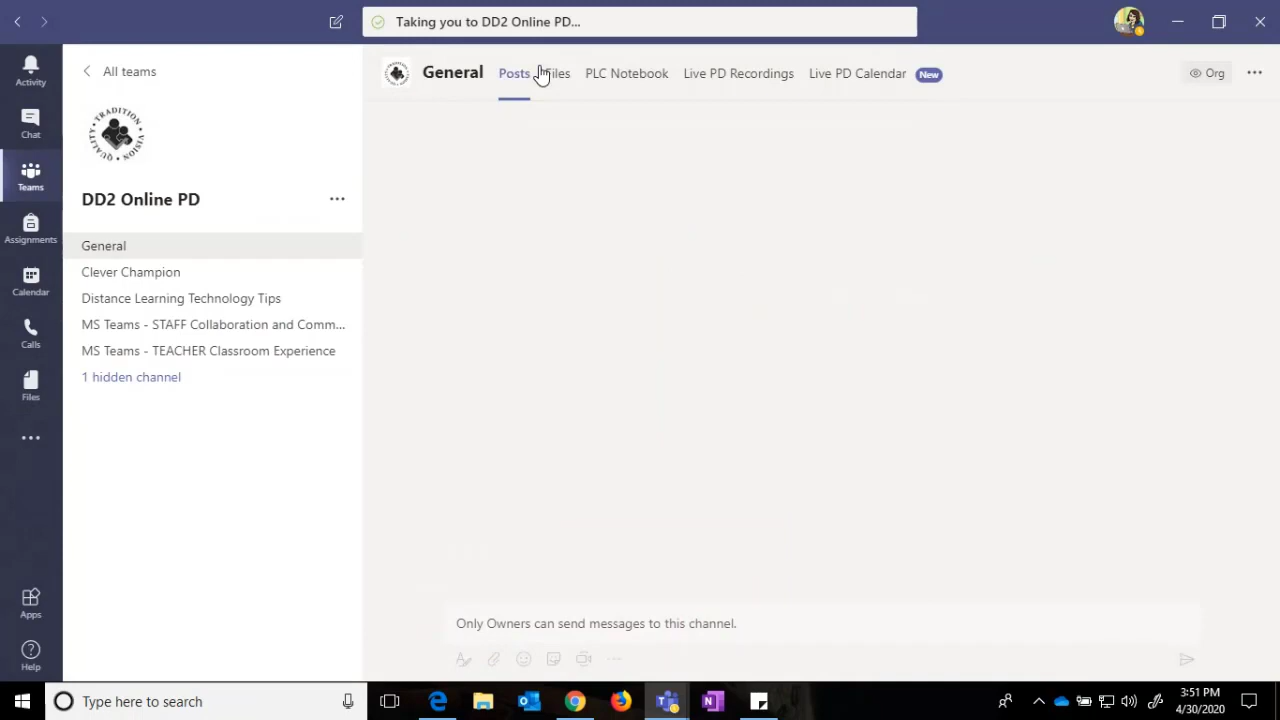 Taking you to DD2 Online PD...
Activity
Chat
Teams
Assignments
Calendar
Calls
Files
Apps
Help
All teams
QUALITY TRADITION VISION
DD2 Online PD
General
Clever Champion
Distance Learning Technology Tips
MS Teams - STAFF Collaboration and Comm...
MS Teams - TEACHER Classroom Experience
1 hidden channel
General Posts Files PLC Notebook Live PD Recordings Live PD Calendar New Org
Only Owners can send messages to this channel.
Type here to search
3:51 PM
4/30/2020